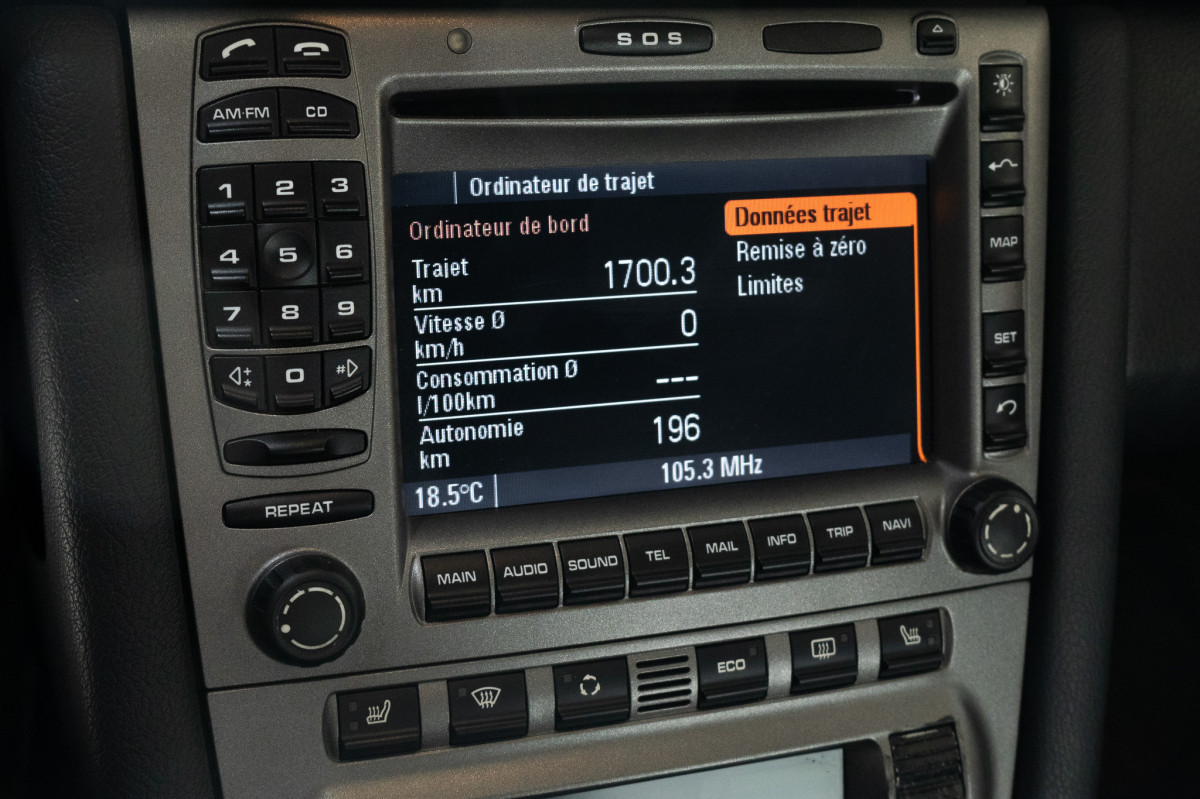 SOS
AM·FM
CD
1
2
3
4
5
6
7
8
9
+
*
0
#
REPEAT
Ordinateur de trajet
Ordinateur de bord
Trajet
km
1700.3
Vitesse Ø
km/h
0
Consommation Ø
l/100km
---
Autonomie
km
196
Données trajet
Remise à zéro
Limites
18.5°C
105.3 MHz
MAP
SET
MAIN
AUDIO
SOUND
TEL
MAIL
INFO
TRIP
NAVI
ECO